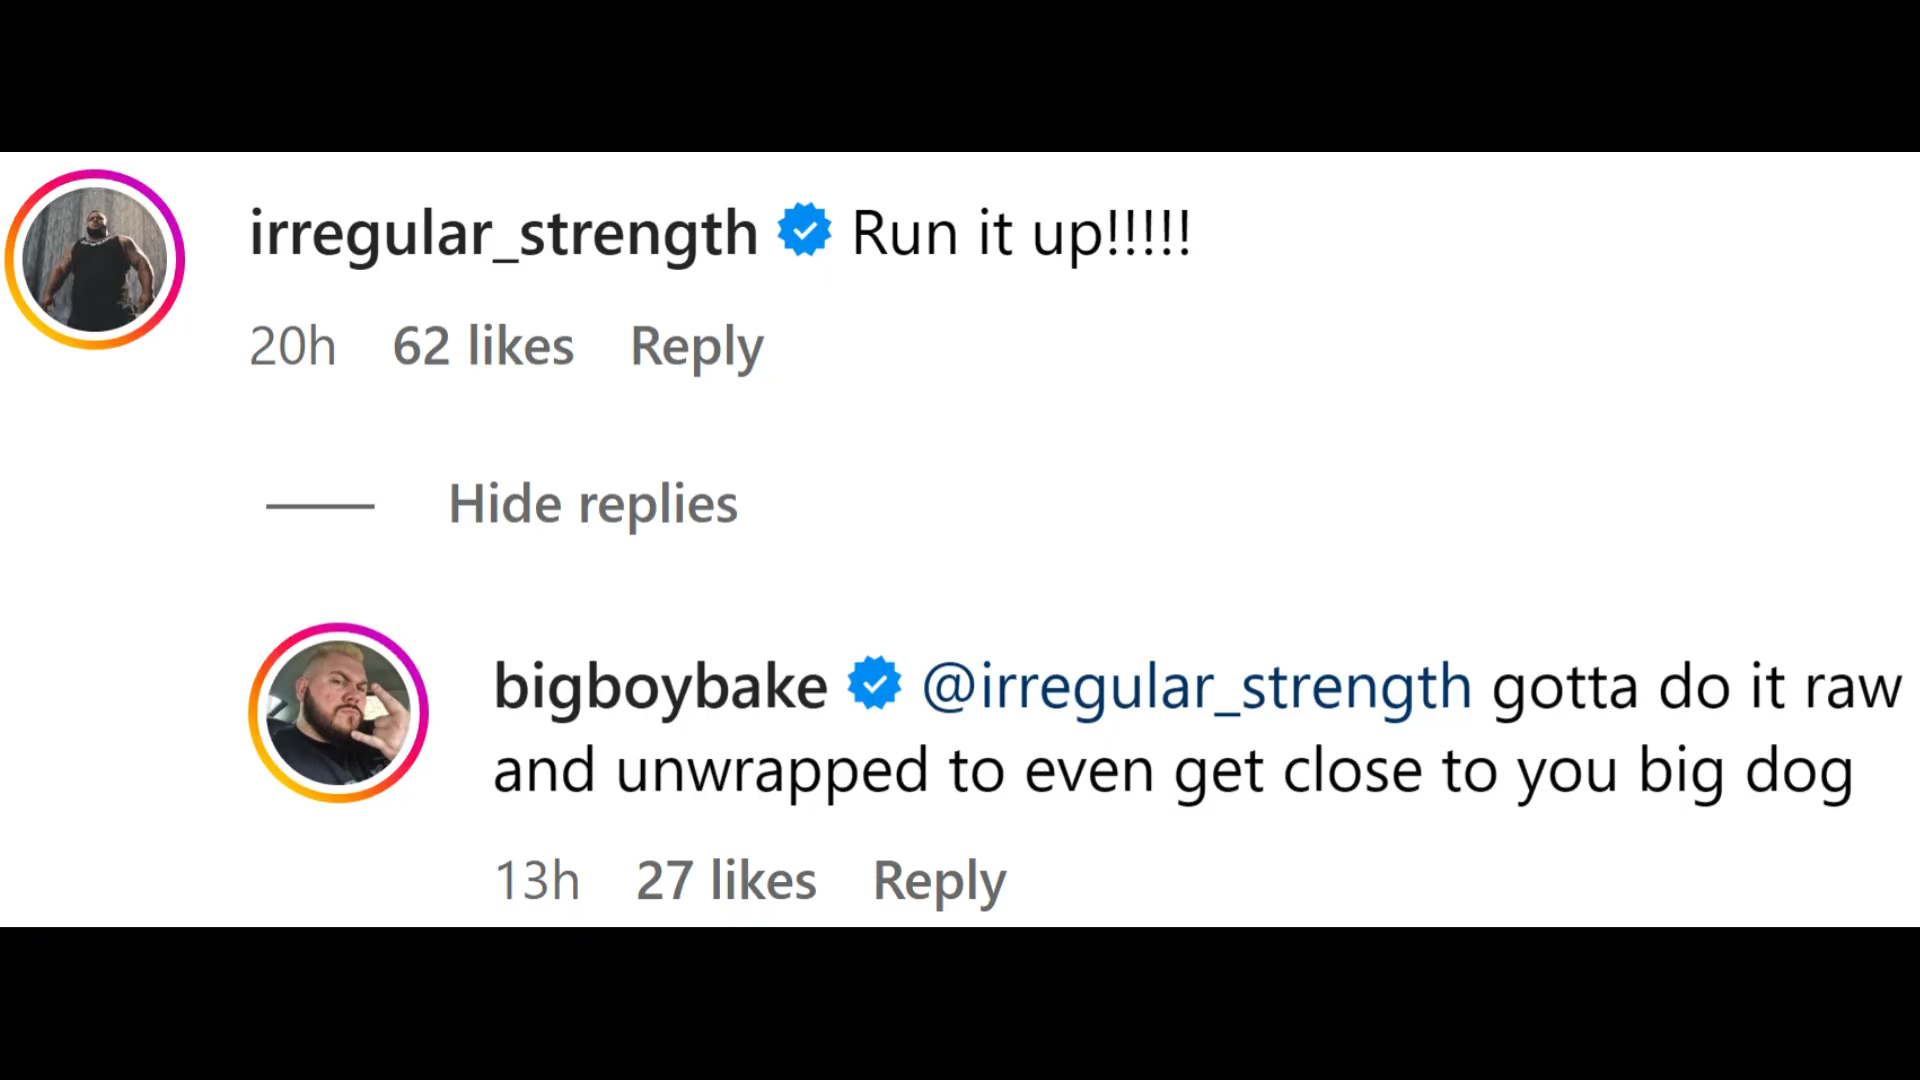 irregular_strength Run it up!!!!!
20h 62 likes Reply
Hide replies
bigboybake @irregular_strength gotta do it raw
and unwrapped to even get close to you big dog
13h 27 likes Reply